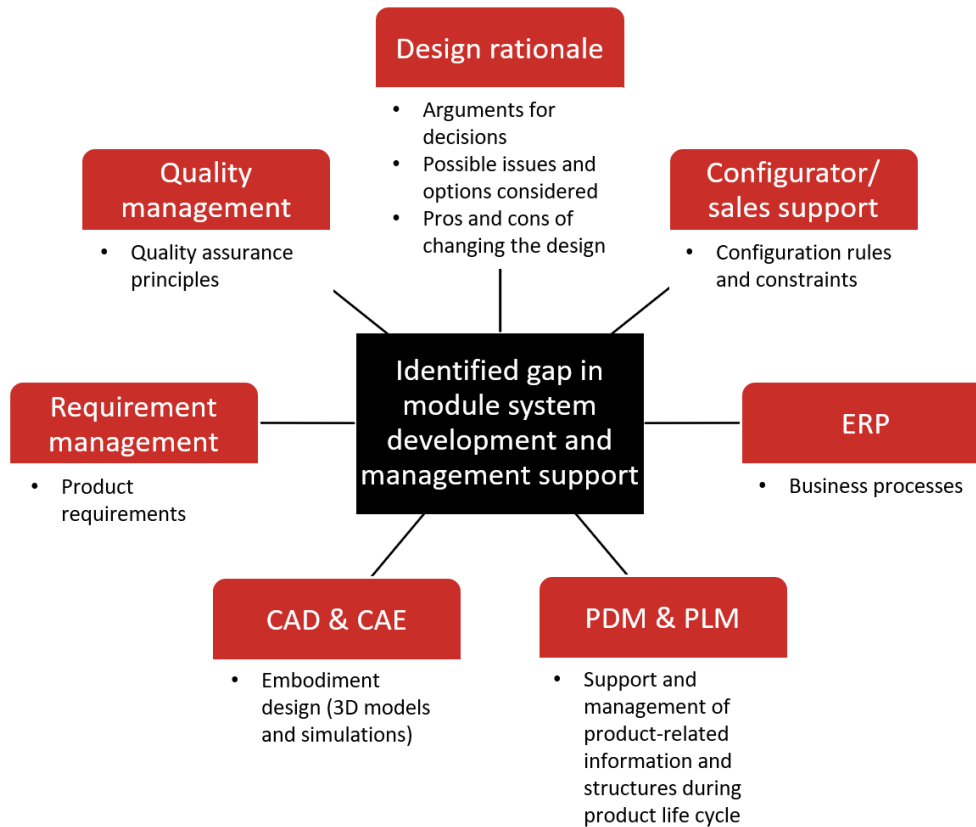 Design rationale
• Arguments for
decisions
• Possible issues and
options considered
• Pros and cons of
changing the design
Quality
management
• Quality assurance
principles
Configurator/
sales support
• Configuration rules
and constraints
Identified gap in
module system
development and
management support
Requirement
management
• Product
requirements
ERP
• Business processes
CAD & CAE
• Embodiment
design (3D models
and simulations)
PDM & PLM
• Support and
management of
product-related
information and
structures during
product life cycle